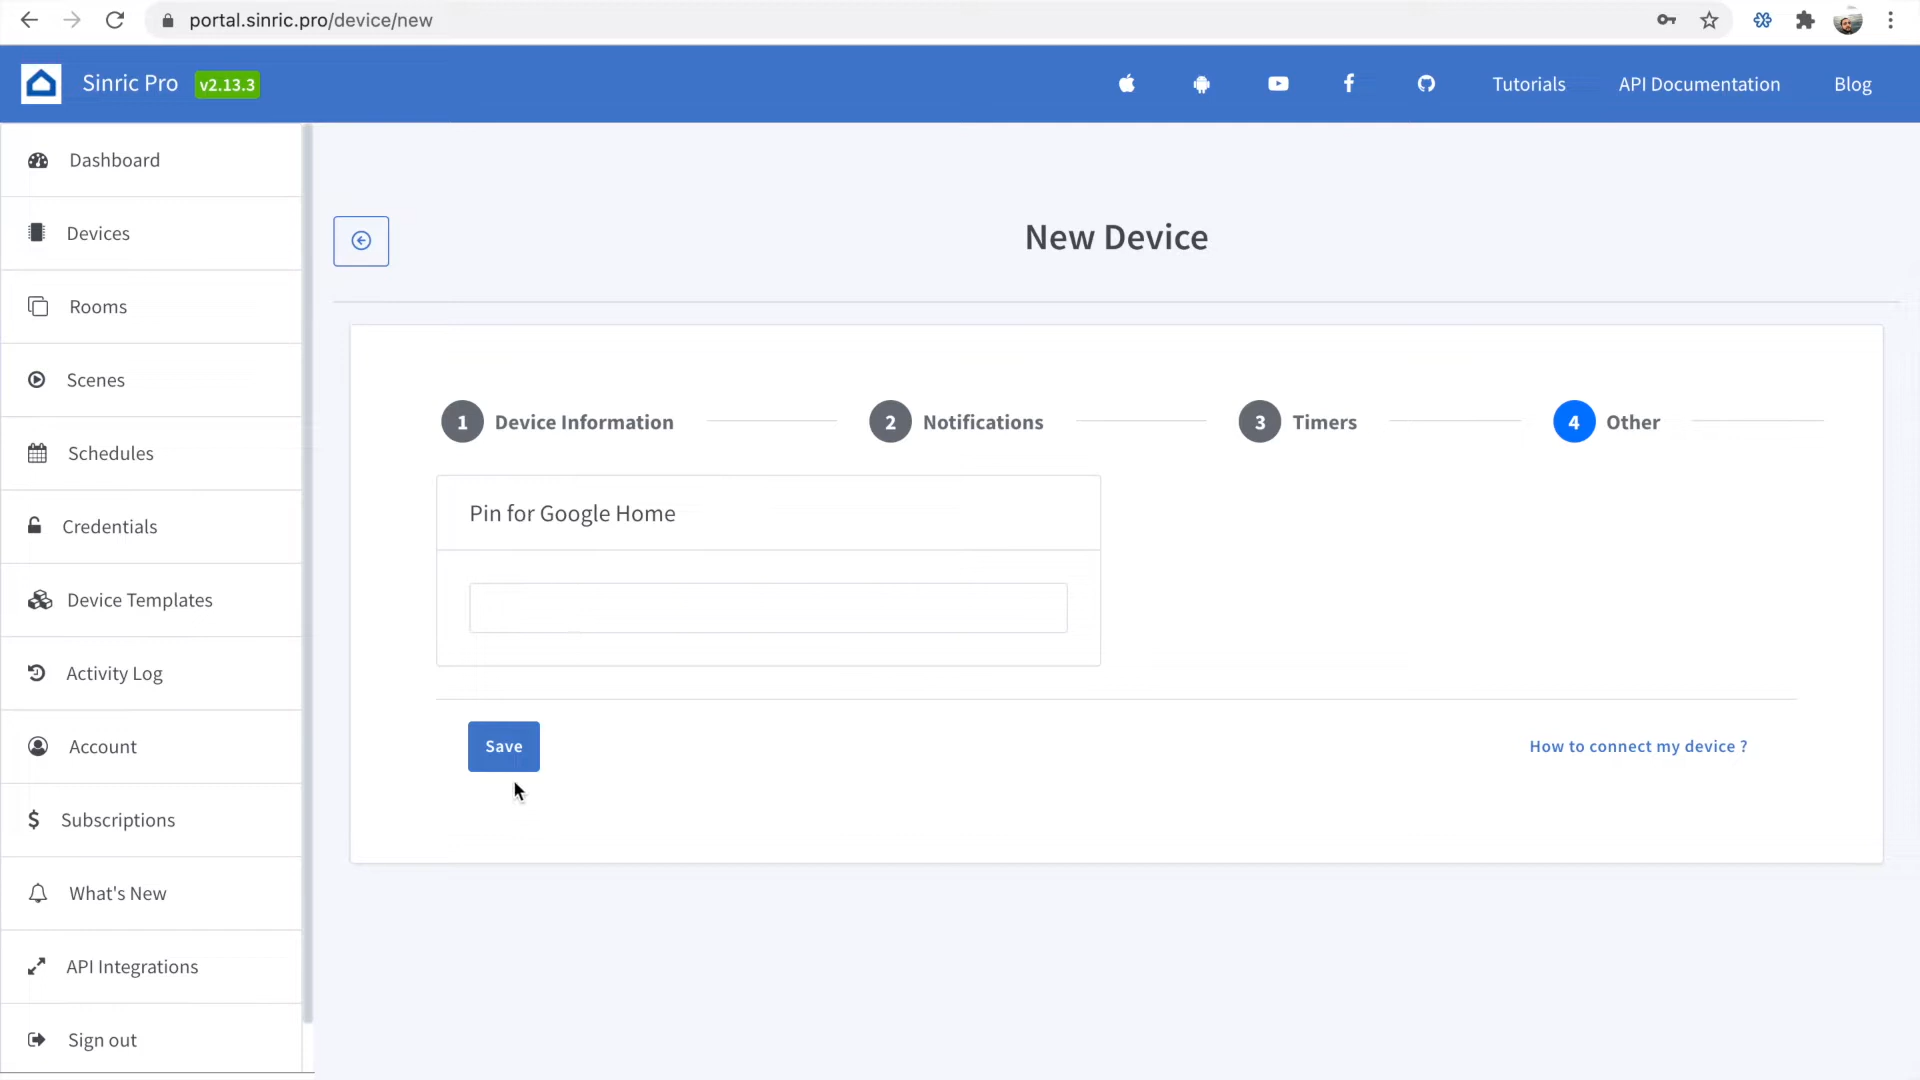 portal.sinric.pro/device/new
Sinric Pro v2.13.3
Tutorials
API Documentation
Blog
Dashboard
Devices
Rooms
Scenes
Schedules
Credentials
Device Templates
Activity Log
Account
Subscriptions
What's New
API Integrations
Sign out
New Device
1 Device Information
2 Notifications
3 Timers
4 Other
Pin for Google Home
Save
How to connect my device ?